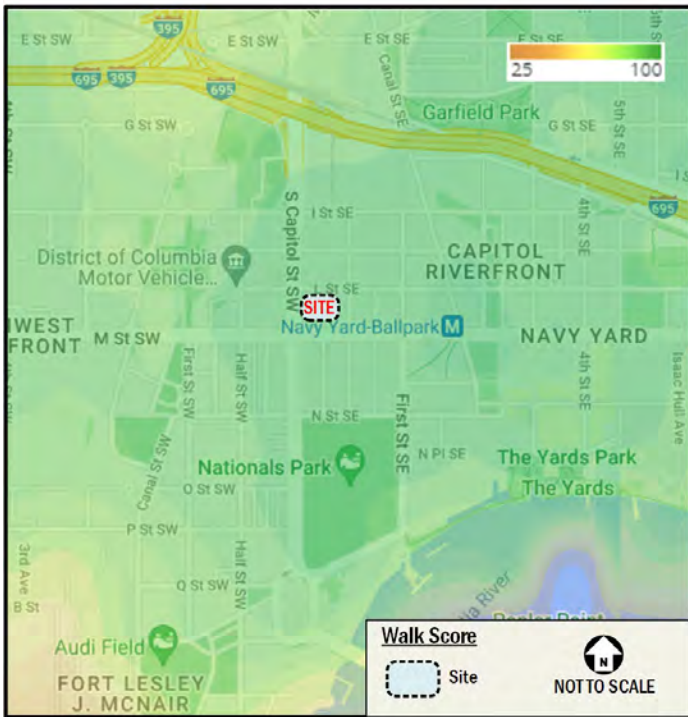 395
E St SW
E St SW
E St SE
E St SE
695
395
695
25
100
Canal St SE
Garfield Park
5th St SE
G St SW
G St SE
4th St SW
S Capitol St SW
I St SE
4th St SE
695
District of Columbia
Motor Vehicle...
CAPITOL
RIVERFRONT
SITE
Navy Yard-Ballpark M
M St SW
NAVY YARD
First St SW
Half St SW
4th St SE
Isaac Hull Ave
N St SE
First St SE
N Pl SE
Canal St SW
Nationals Park
The Yards Park
The Yards
O St SW
P St SW
3rd Ave
Half St SW
Q St SW
B St
Audi Field
FORT LESLEY
J. MCNAIR
Walk Score
Site
N
NOT TO SCALE